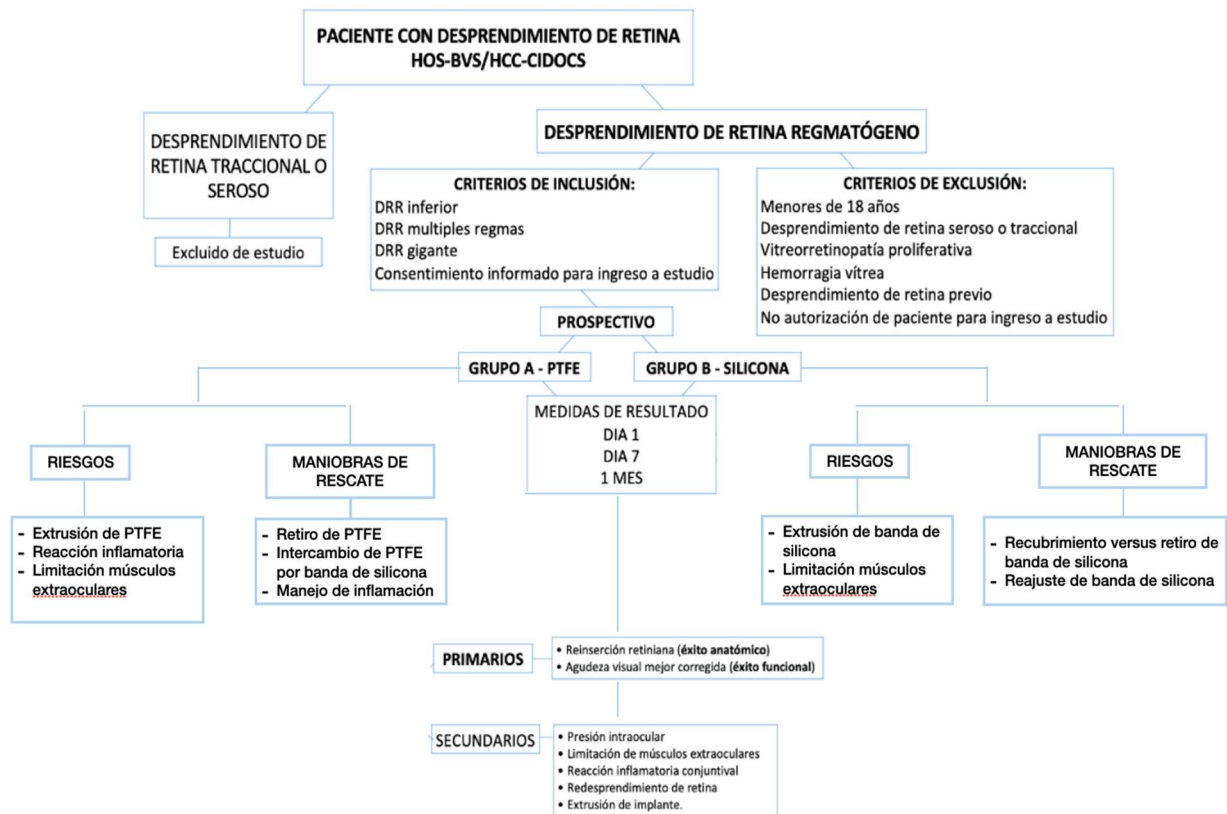 PACIENTE CON DESPRENDIMIENTO DE RETINA
HOS-BVS/HCC-CIDOCS
DESPRENDIMIENTO DE
RETINA TRACCIONAL O
SEROSO
Excluido de estudio
DESPRENDIMIENTO DE RETINA REGMATÓGENO
CRITERIOS DE INCLUSIÓN:
DRR inferior
DRR multiples regmas
DRR gigante
Consentimiento informado para ingreso a estudio
CRITERIOS DE EXCLUSIÓN:
Menores de 18 años
Desprendimiento de retina seroso o traccional
Vitreorretinopatía proliferativa
Hemorragia vítrea
Desprendimiento de retina previo
No autorización de paciente para ingreso a estudio
PROSPECTIVO
GRUPO A - PTFE
GRUPO B - SILICONA
MEDIDAS DE RESULTADO
DIA 1
DIA 7
1 MES
RIESGOS
- Extrusión de PTFE
- Reacción inflamatoria
- Limitación músculos
extraoculares
MANIOBRAS DE
RESCATE
- Retiro de PTFE
- Intercambio de PTFE
por banda de silicona
- Manejo de inflamación
RIESGOS
- Extrusión de banda de
silicona
- Limitación músculos
extraoculares
MANIOBRAS DE
RESCATE
- Recubrimiento versus retiro de
banda de silicona
- Reajuste de banda de silicona
PRIMARIOS
• Reinserción retiniana (éxito anatómico)
• Agudeza visual mejor corregida (éxito funcional)
SECUNDARIOS
• Presión intraocular
• Limitación de músculos extraoculares
• Reacción inflamatoria conjuntival
• Redesprendimiento de retina
• Extrusión de implante.